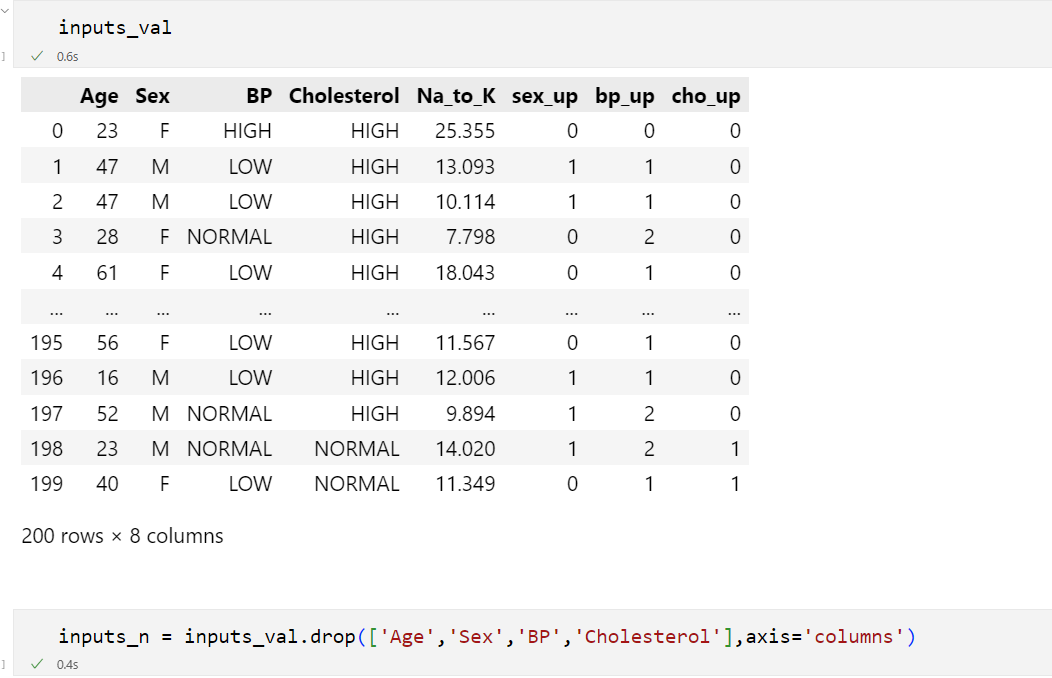 inputs_val
0.6s
Age Sex BP Cholesterol Na_to_K sex_up bp_up cho_up
0 23 F HIGH HIGH 25.355 0 0 0
1 47 M LOW HIGH 13.093 1 1 0
2 47 M LOW HIGH 10.114 1 1 0
3 28 F NORMAL HIGH 7.798 0 2 0
4 61 F LOW HIGH 18.043 0 1 0
... ... ... ... ... ... ... ... ...
195 56 F LOW HIGH 11.567 0 1 0
196 16 M LOW HIGH 12.006 1 1 0
197 52 M NORMAL HIGH 9.894 1 2 0
198 23 M NORMAL NORMAL 14.020 1 2 1
199 40 F LOW NORMAL 11.349 0 1 1
200 rows × 8 columns
inputs_n = inputs_val.drop(['Age','Sex','BP','Cholesterol'],axis='columns')
0.4s